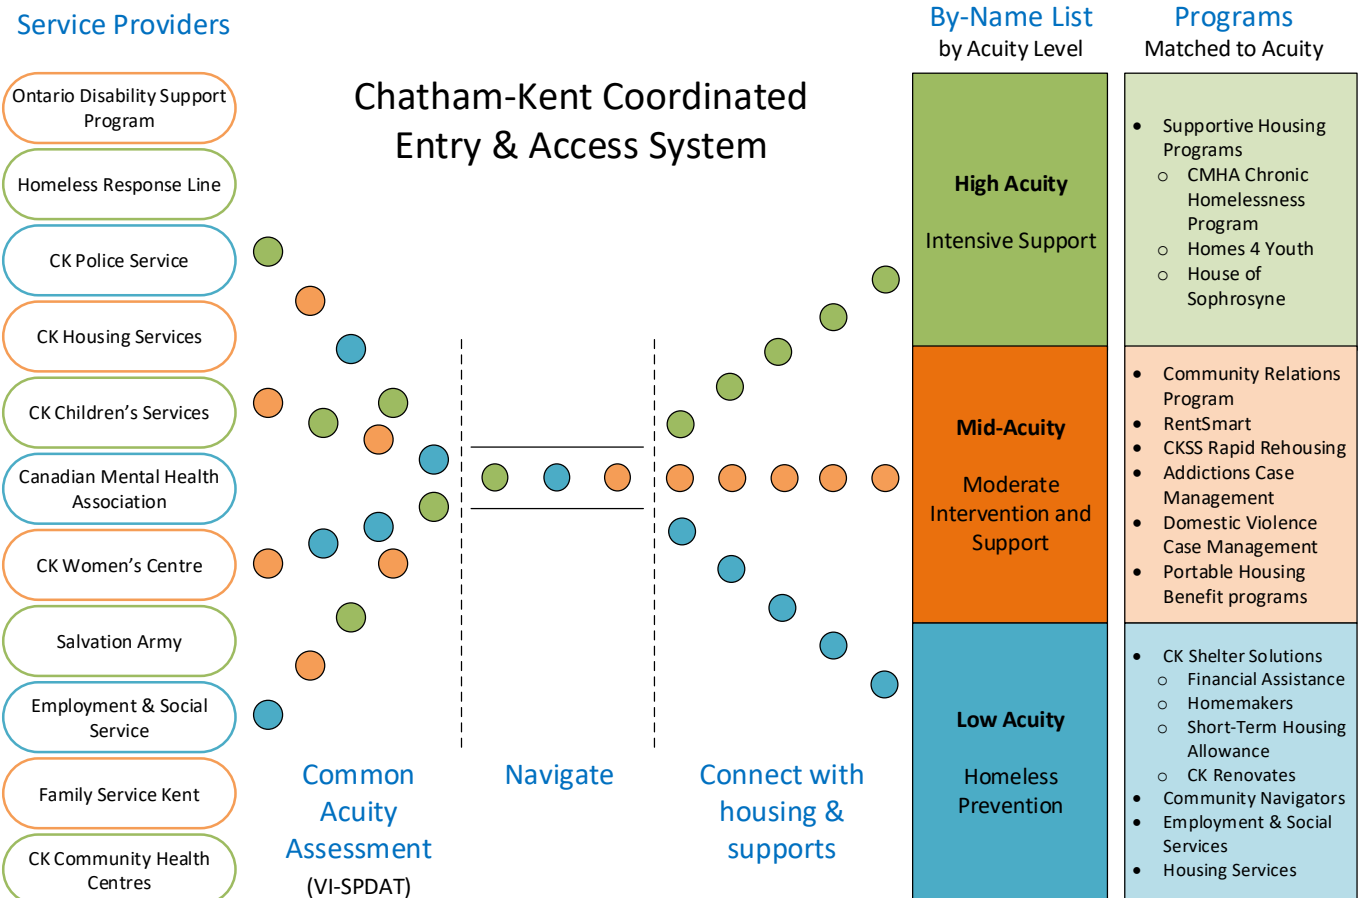 Service Providers
Ontario Disability Support
Program
Homeless Response Line
CK Police Service
CK Housing Services
CK Children’s Services
Canadian Mental Health
Association
CK Women’s Centre
Salvation Army
Employment & Social
Service
Family Service Kent
CK Community Health
Centres
Chatham-Kent Coordinated
Entry & Access System
Common
Acuity
Assessment
(VI-SPDAT)
Navigate
Connect with
housing &
supports
By-Name List
by Acuity Level
High Acuity
Intensive Support
Mid-Acuity
Moderate
Intervention and
Support
Low Acuity
Homeless
Prevention
Programs
Matched to Acuity
• Supportive Housing
Programs
o CMHA Chronic
Homelessness
Program
o Homes 4 Youth
o House of
Sophrosyne
• Community Relations
Program
• RentSmart
• CKSS Rapid Rehousing
• Addictions Case
Management
• Domestic Violence
Case Management
• Portable Housing
Benefit programs
• CK Shelter Solutions
o Financial Assistance
o Homemakers
o Short-Term Housing
Allowance
o CK Renovates
• Community Navigators
• Employment & Social
Services
• Housing Services